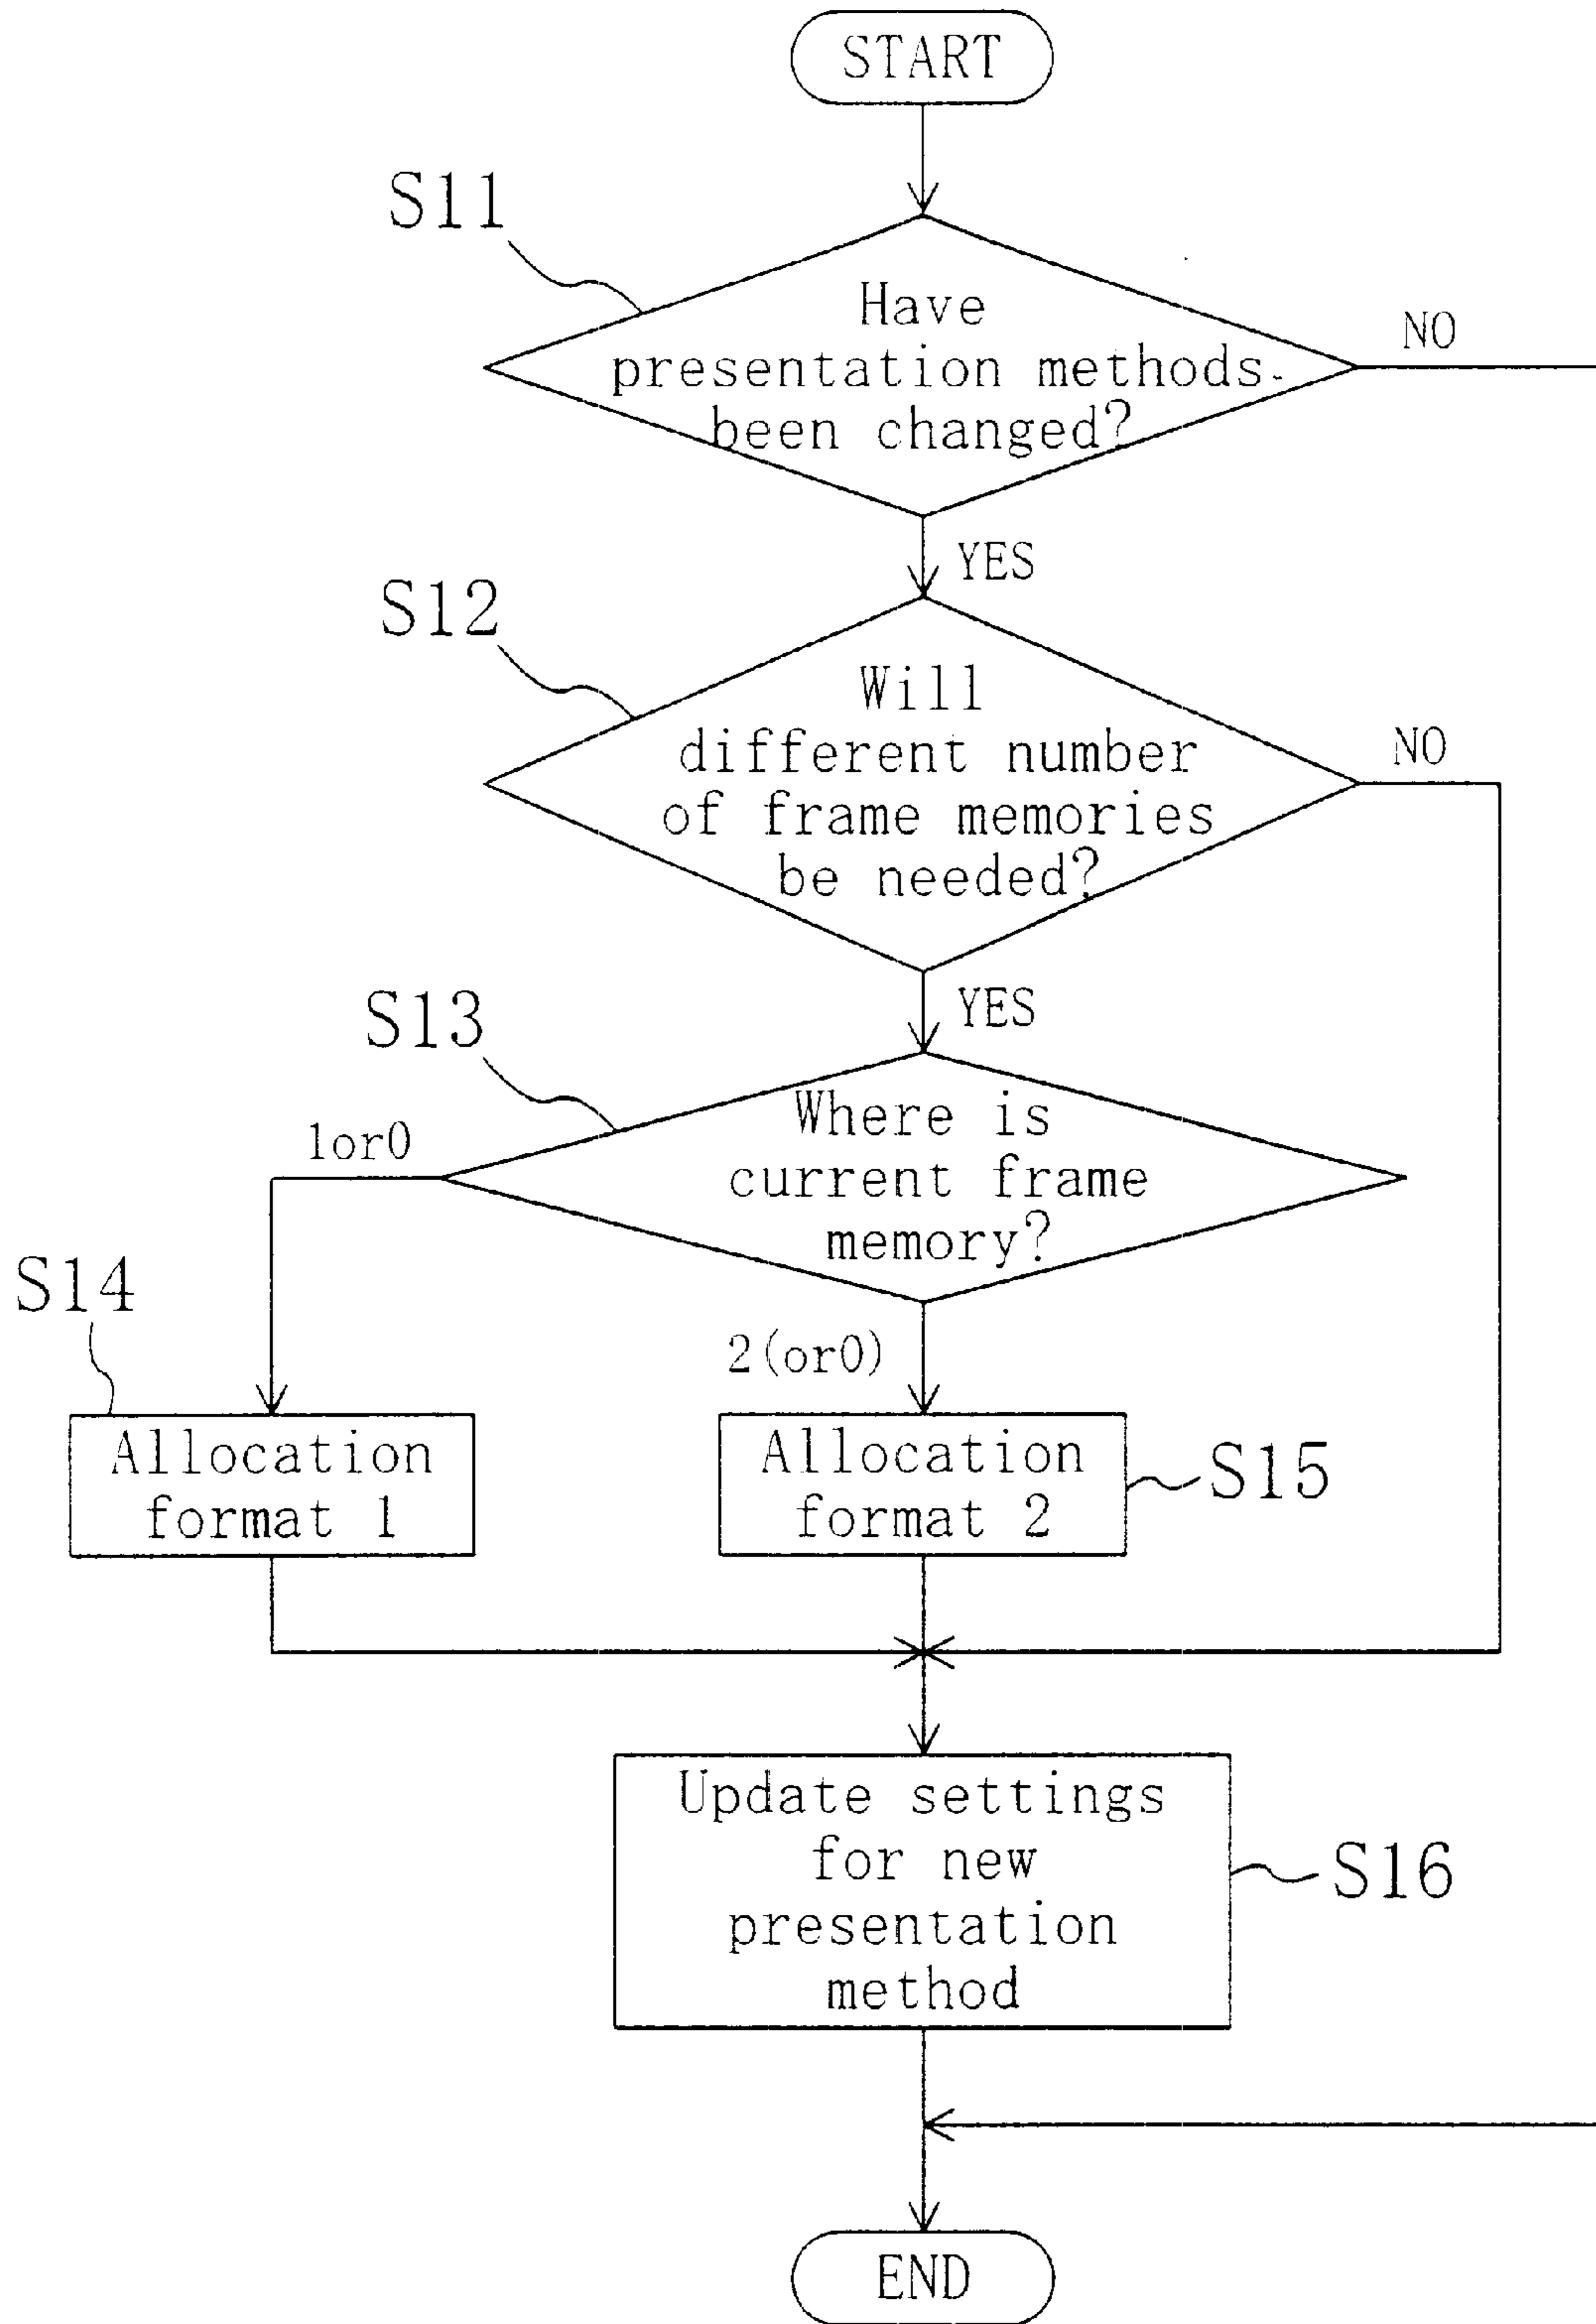 START
S11
Have
presentation methods
been changed?
NO
YES
S12
Will
different number
of frame memories
be needed?
NO
YES
S13
Where is
current frame
memory?
1or0
2(or0)
S14
Allocation
format 1
Allocation
format 2
S15
Update settings
for new
presentation
method
S16
END